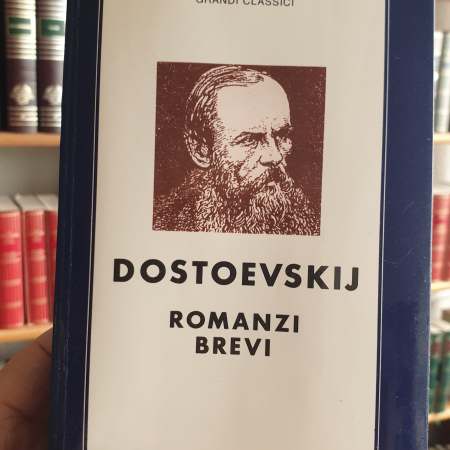 GRANDI CLASSICI
DOSTOEVSKIJ
ROMANZI
BREVI